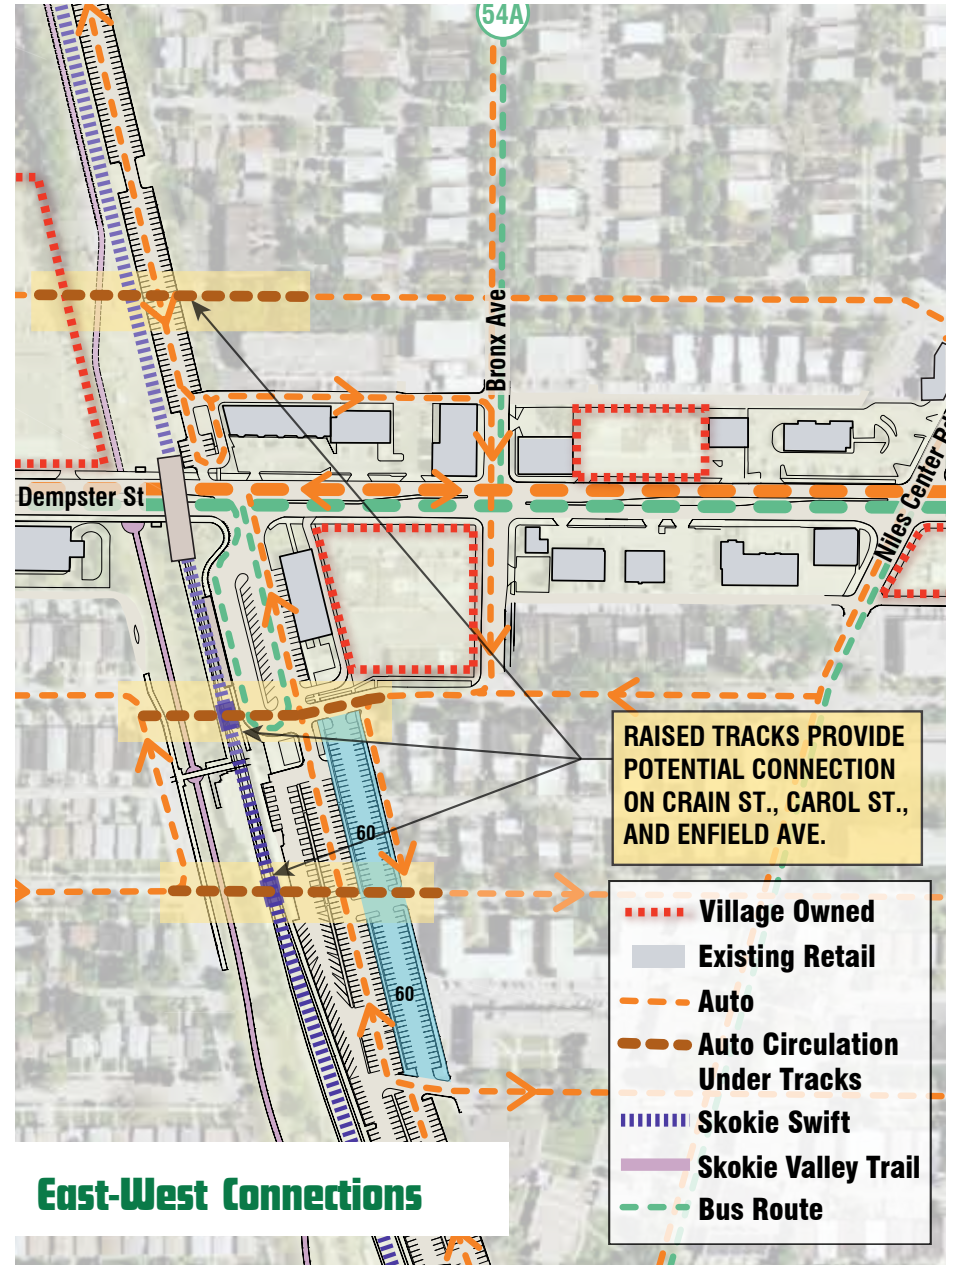 54A
Bronx Ave
Dempster St
Niles Center R
RAISED TRACKS PROVIDE
POTENTIAL CONNECTION
ON CRAIN ST., CAROL ST.,
AND ENFIELD AVE.
60
60
Village Owned
Existing Retail
Auto
Auto Circulation
Under Tracks
Skokie Swift
Skokie Valley Trail
Bus Route
East-West Connections